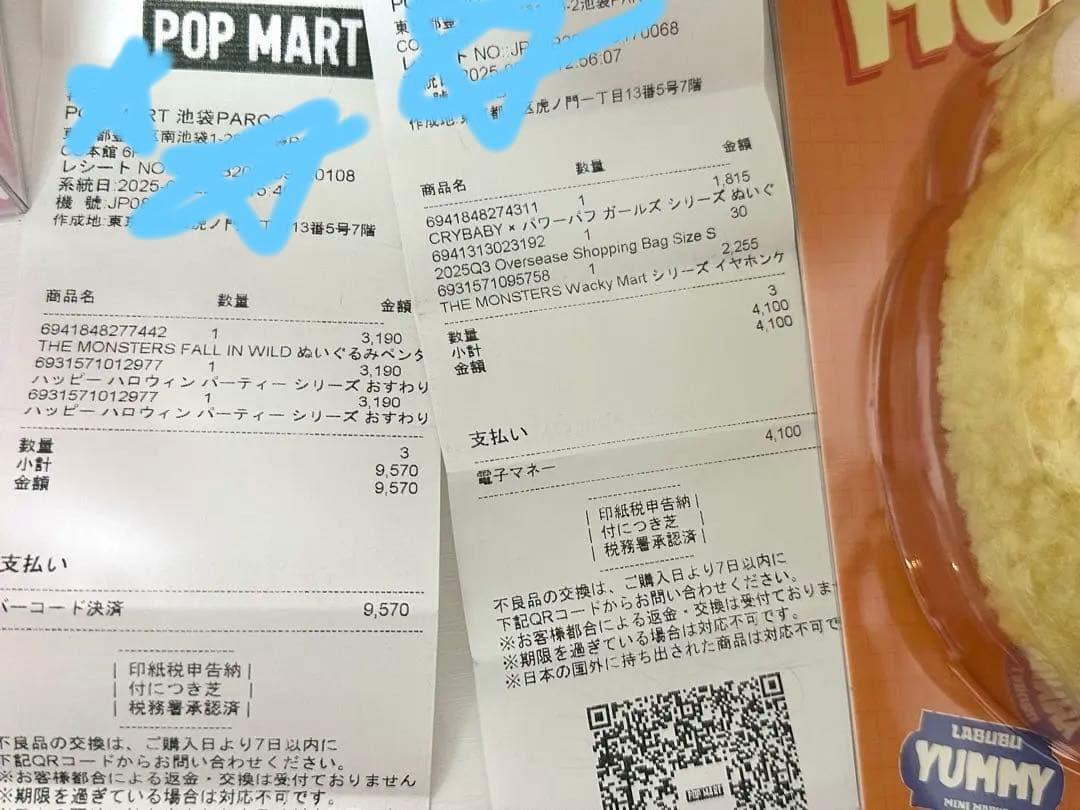 POP MART
RT 池袋PARCO
区南池袋1-2
本館 6F
レシート NO
0108
系統日:2025-
機 號:JP0
作成地:東
虎ノ門
13番5号7階
商品名 数量 金額
6941848277442 1 3,190
THE MONSTERS FALL IN WILD ぬいぐるみペンダ
6931571012977 1 3,190
ハッピー ハロウィン パーティー シリーズ おすわり
6931571012977 1 3,190
ハッピー ハロウィン パーティー シリーズ おすわり
数量 3
小計 9,570
金額 9,570
支払い
バーコード決済 9,570
印紙税申告納
付につき芝
税務署承認済
不良品の交換は、ご購入日より7日以内に
下記QRコードからお問い合わせください。
※お客様都合による返金・交換は受付ておりません
※期限を過ぎている場合は対応不可です。
-2池袋PAR
ト NO.:JP
170068
2025-
2:56:07
作成地:
区虎ノ門一丁目13番5号7階
商品名 数量 金額
6941848274311 1 1,815
CRYBABY × パワーパフ ガールズ シリーズ ぬいぐ
6941313023192 1 30
2025Q3 Oversease Shopping Bag Size S
6931571095758 1 2,255
THE MONSTERS Wacky Mart シリーズ イヤホンケ
数量 3
小計 4,100
金額 4,100
支払い
電子マネー 4,100
印紙税申告納
付につき芝
税務署承認済
不良品の交換は、ご購入日より7日以内に
下記QRコードからお問い合わせください。
※お客様都合による返金・交換は受付ておりま
※期限を過ぎている場合は対応不可です。
※日本の国外に持ち出された商品は対応不可で
POP MART
LABUBU
YUMMY